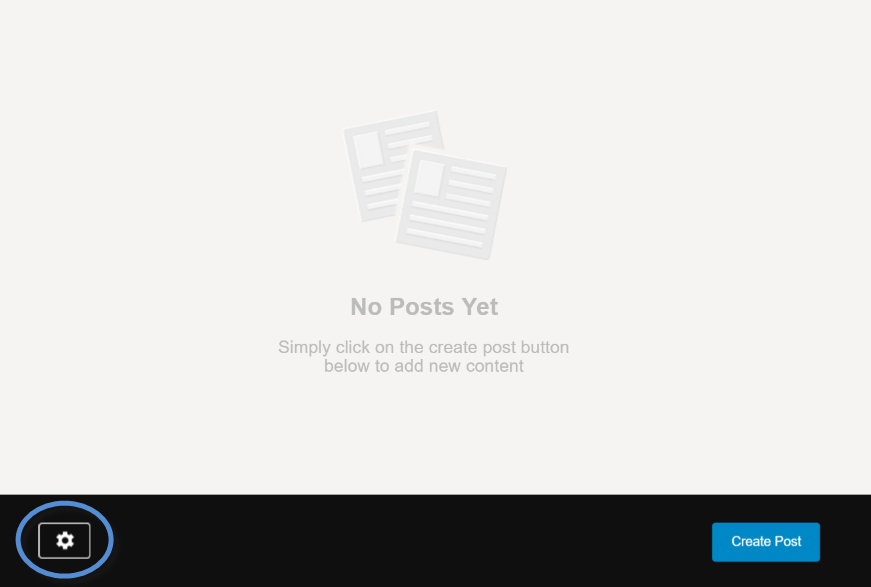 No Posts Yet
Simply click on the create post button
below to add new content
Create Post